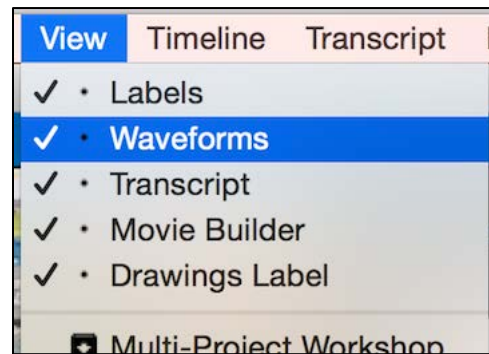 View Timeline Transcript
✓ · Labels
✓ · Waveforms
✓ · Transcript
✓ · Movie Builder
✓ · Drawings Label
Multi-Project Workshop